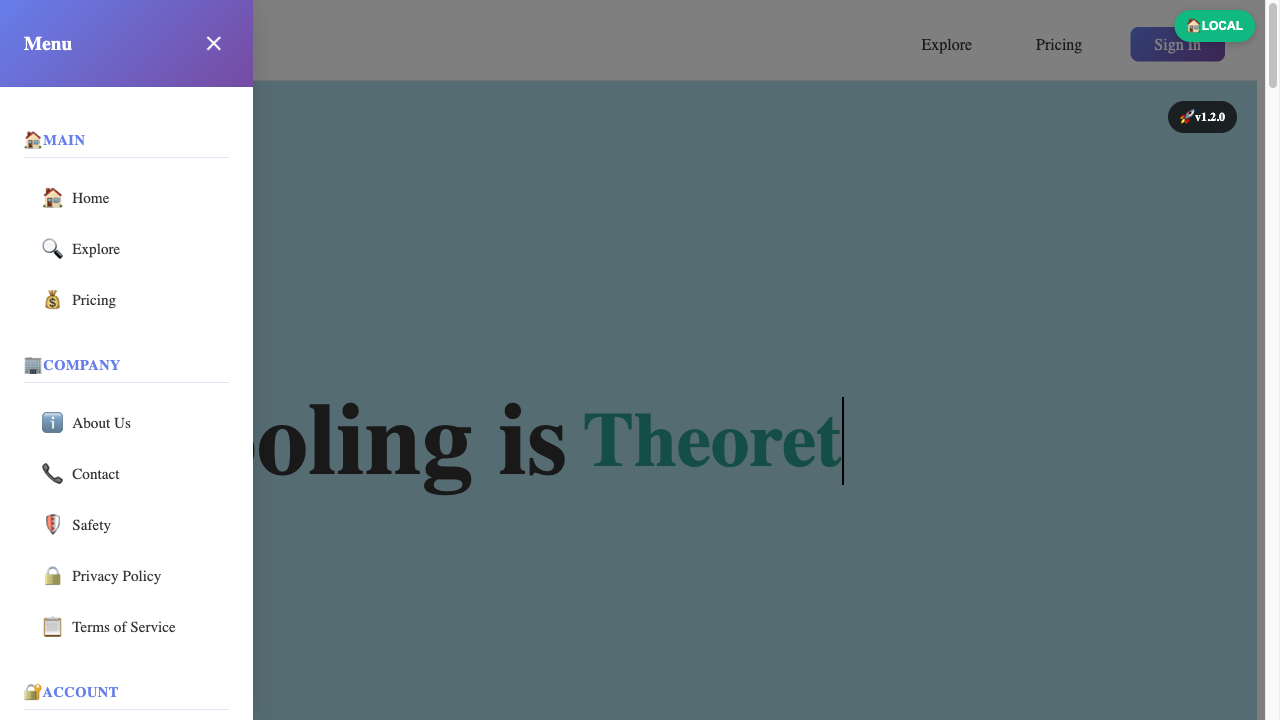 Menu
Explore
Pricing
Sign In
LOCAL
v1.2.0
MAIN
Home
Explore
Pricing
COMPANY
About Us
Contact
Safety
Privacy Policy
Terms of Service
ACCOUNT
ooling is Theoret